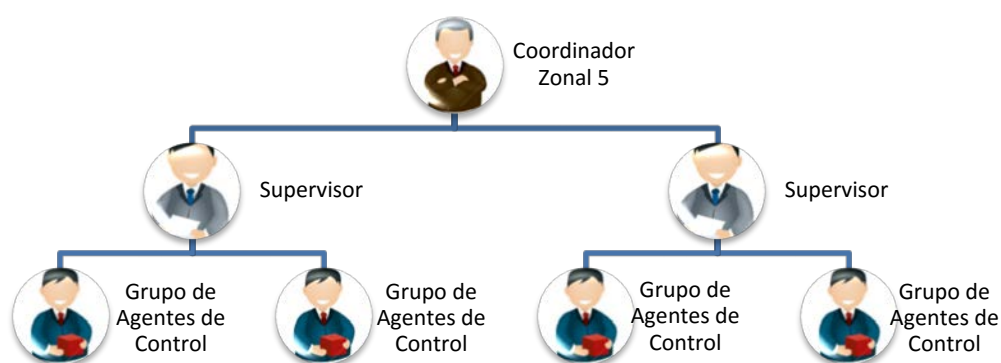 Coordinador
Zonal 5
Supervisor
Supervisor
Grupo de
Agentes de
Control
Grupo de
Agentes de
Control
Grupo de
Agentes de
Control
Grupo de
Agentes de
Control